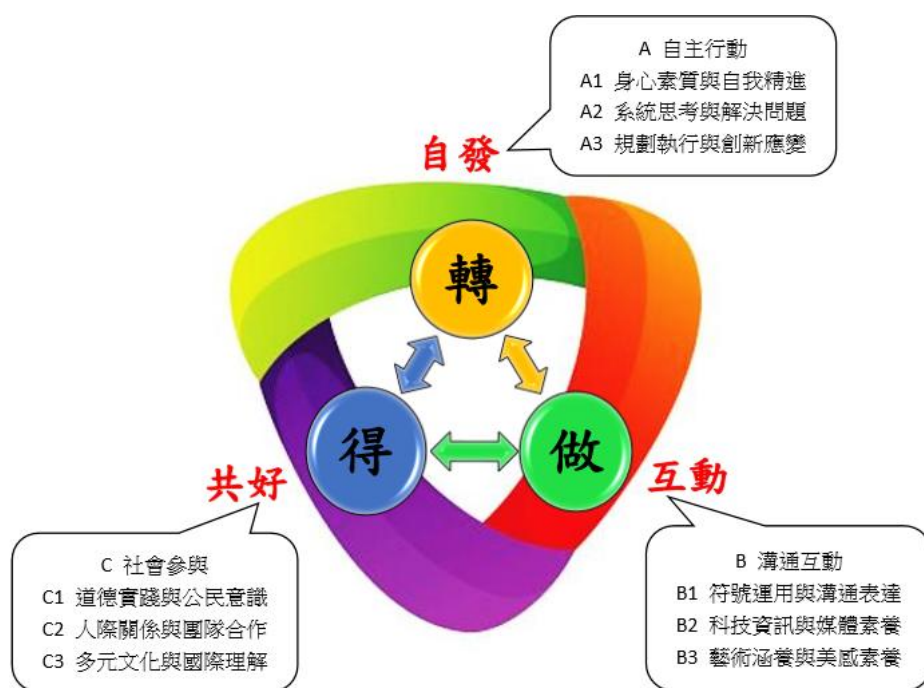 A 自主行動
A1 身心素質與自我精進
A2 系統思考與解決問題
A3 規劃執行與創新應變
自發
轉
得
做
共好
互動
C 社會參與
C1 道德實踐與公民意識
C2 人際關係與團隊合作
C3 多元文化與國際理解
B 溝通互動
B1 符號運用與溝通表達
B2 科技資訊與媒體素養
B3 藝術涵養與美感素養